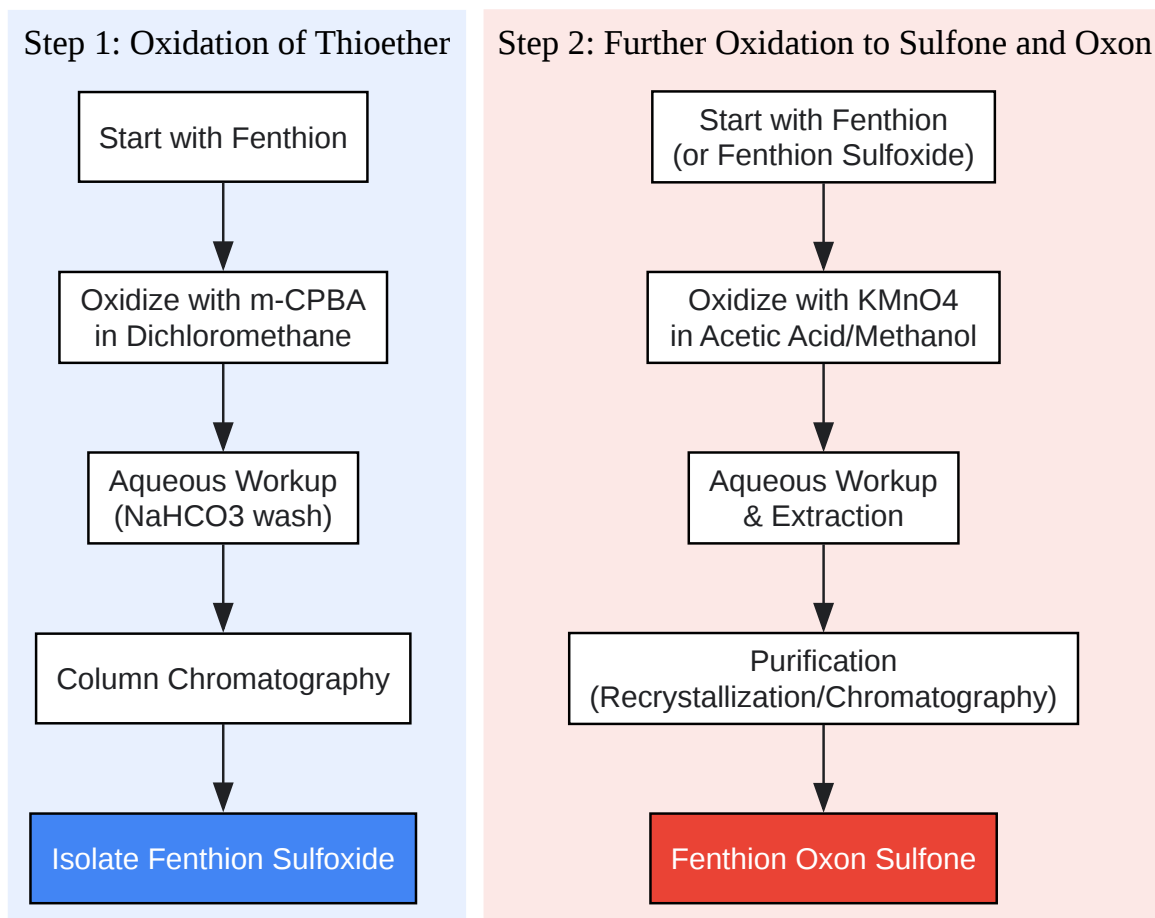 Step 1: Oxidation of Thioether
Start with Fenthion
Oxidize with m-CPBA
in Dichloromethane
Aqueous Workup
(NaHCO3 wash)
Column Chromatography
Isolate Fenthion Sulfoxide
Step 2: Further Oxidation to Sulfone and Oxon
Start with Fenthion
(or Fenthion Sulfoxide)
Oxidize with KMnO4
in Acetic Acid/Methanol
Aqueous Workup
& Extraction
Purification
(Recrystallization/Chromatography)
Fenthion Oxon Sulfone